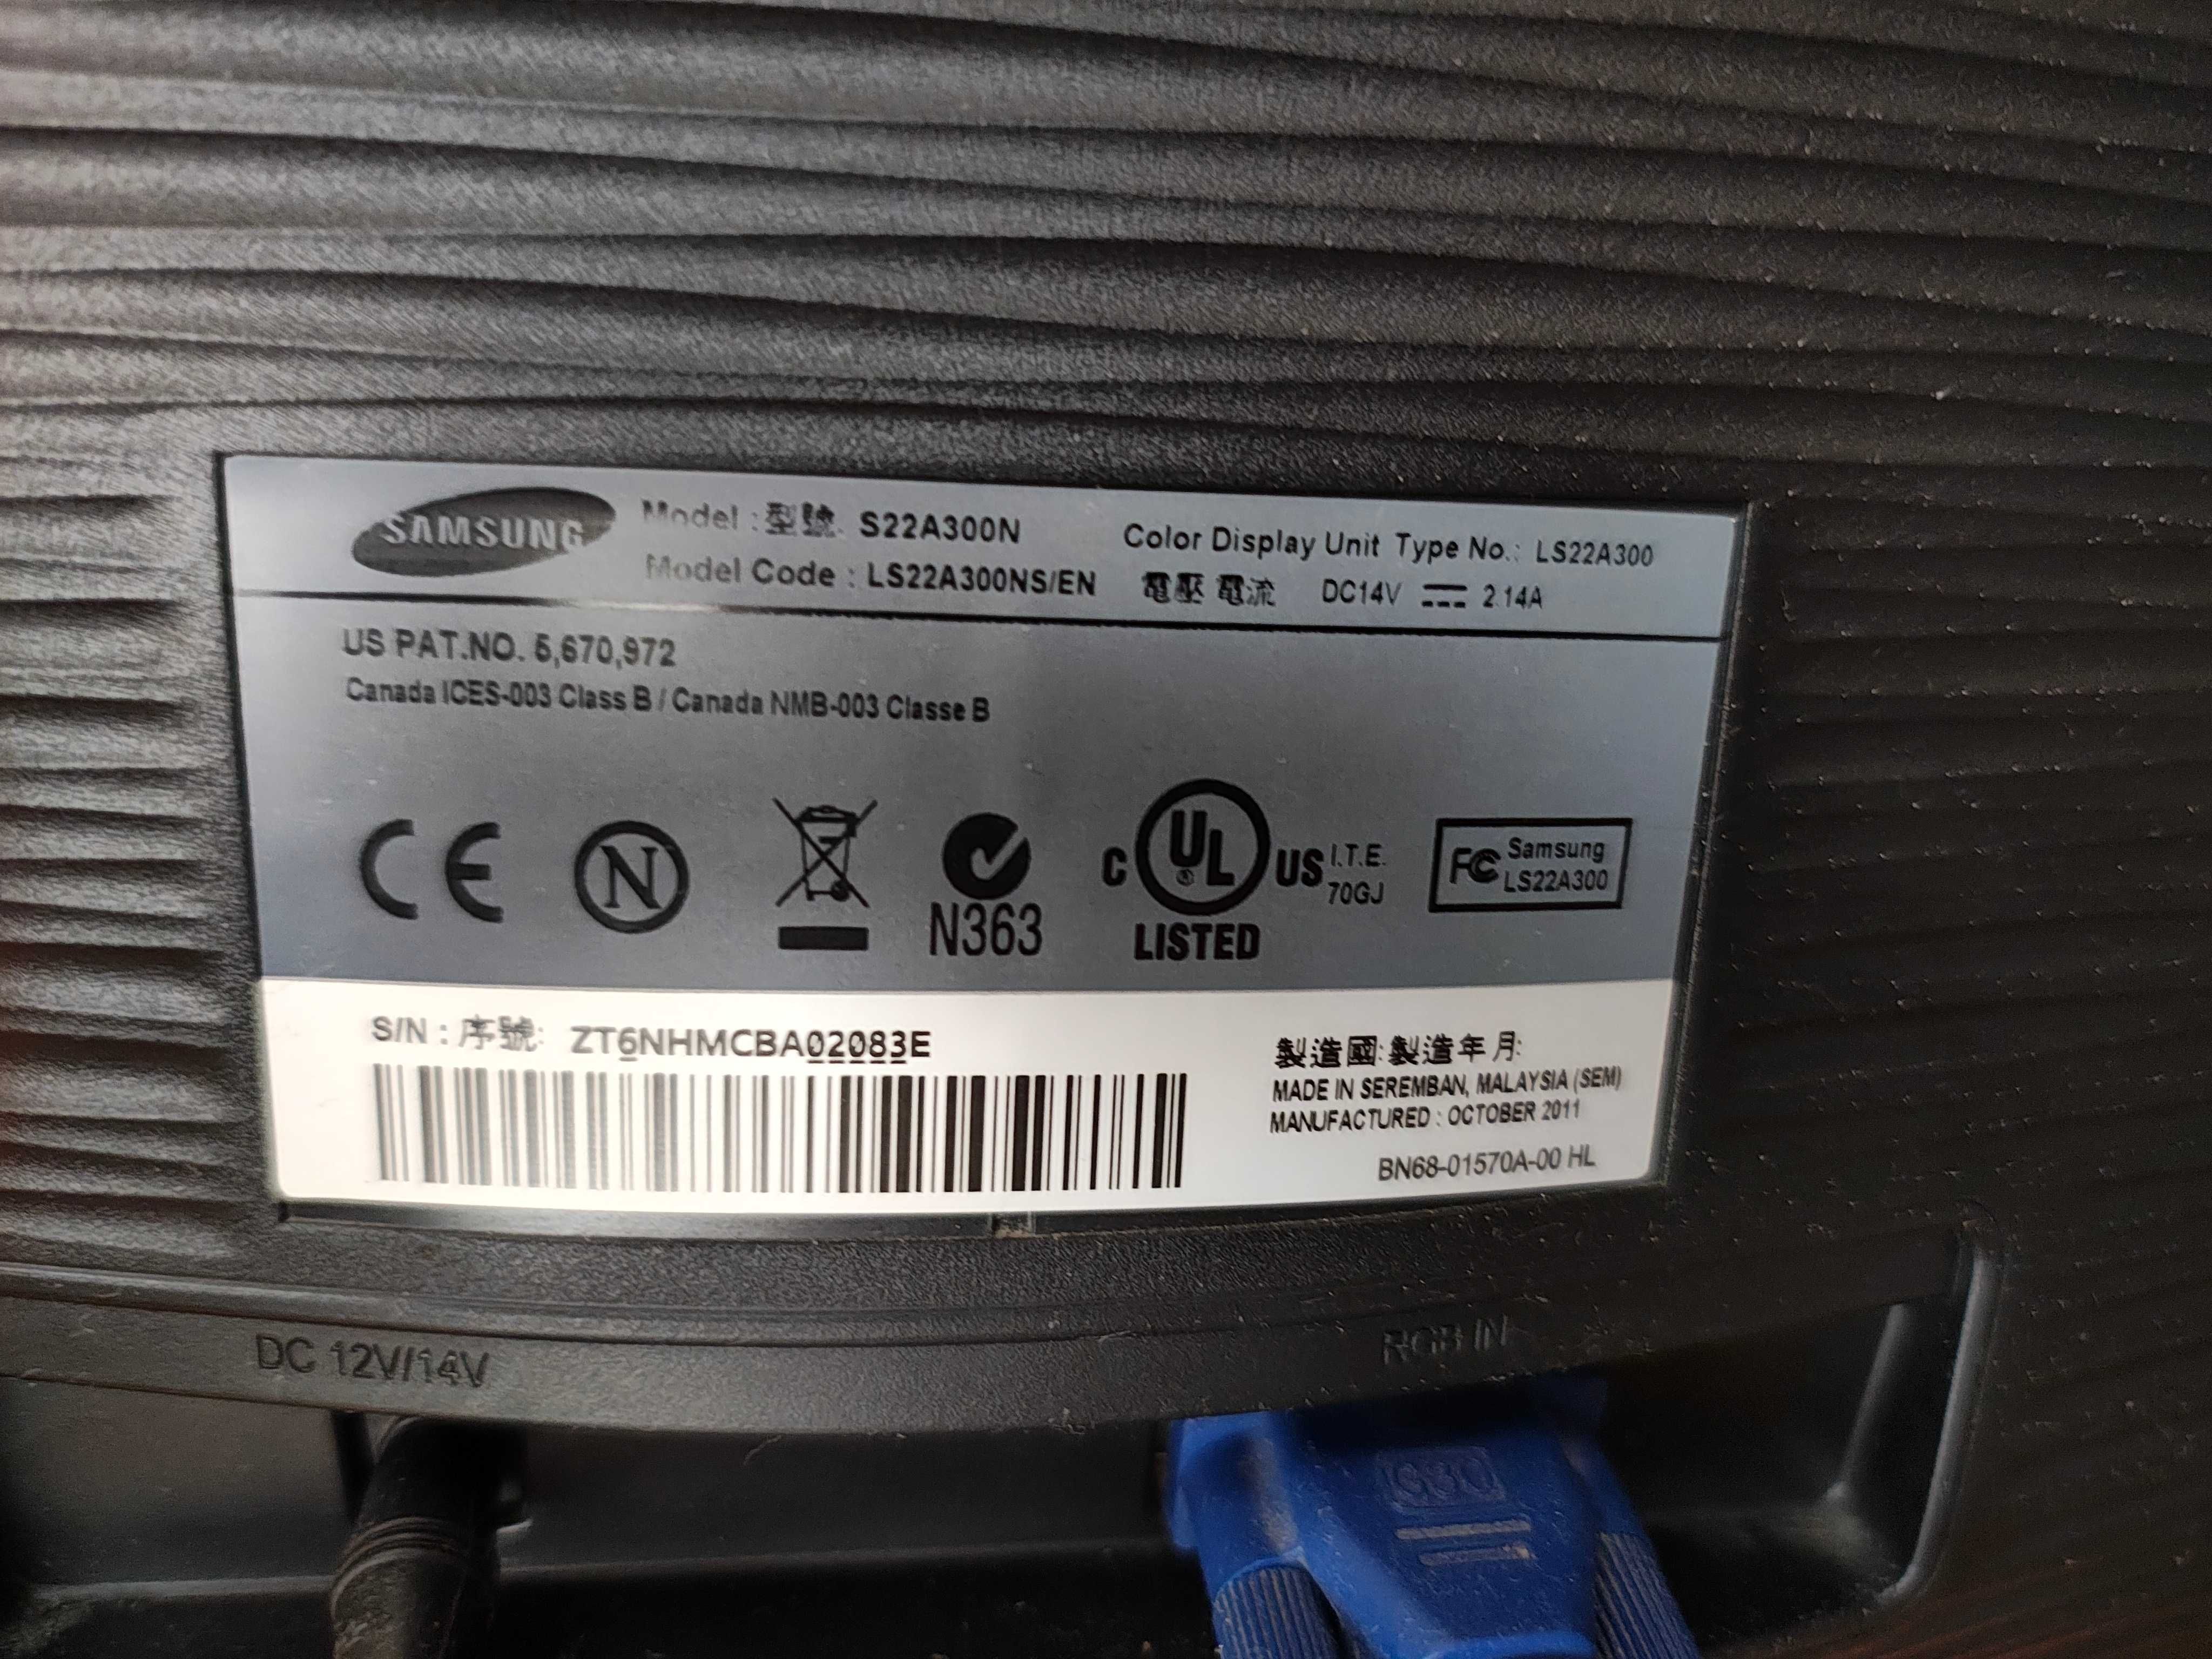 SAMSUNG
Model : 型號: S22A300N
Model Code : LS22A300NS/EN
Color Display Unit Type No.: LS22A300
電壓 電流 DC14V 2.14A
US PAT.NO. 5,670,972
Canada ICES-003 Class B / Canada NMB-003 Classe B
CE
N
N363
C UL US
LISTED
I.T.E.
70GJ
FC Samsung
LS22A300
S/N : 序號: ZT6NHMCBA02083E
製造國: 製造年月:
MADE IN SEREMBAN, MALAYSIA (SEM)
MANUFACTURED : OCTOBER 2011
BN68-01570A-00 HL
DC 12V/14V
RGB IN